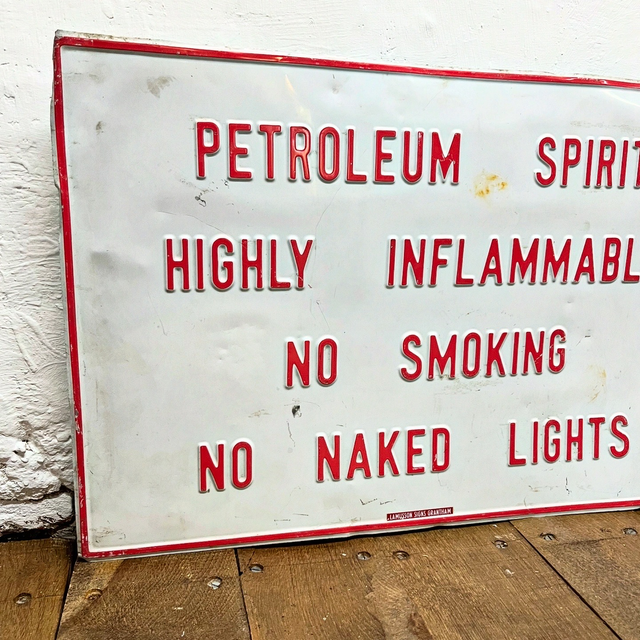 PETROLEUM SPIRIT
HIGHLY INFLAMMABL
NO SMOKING
NO NAKED LIGHTS